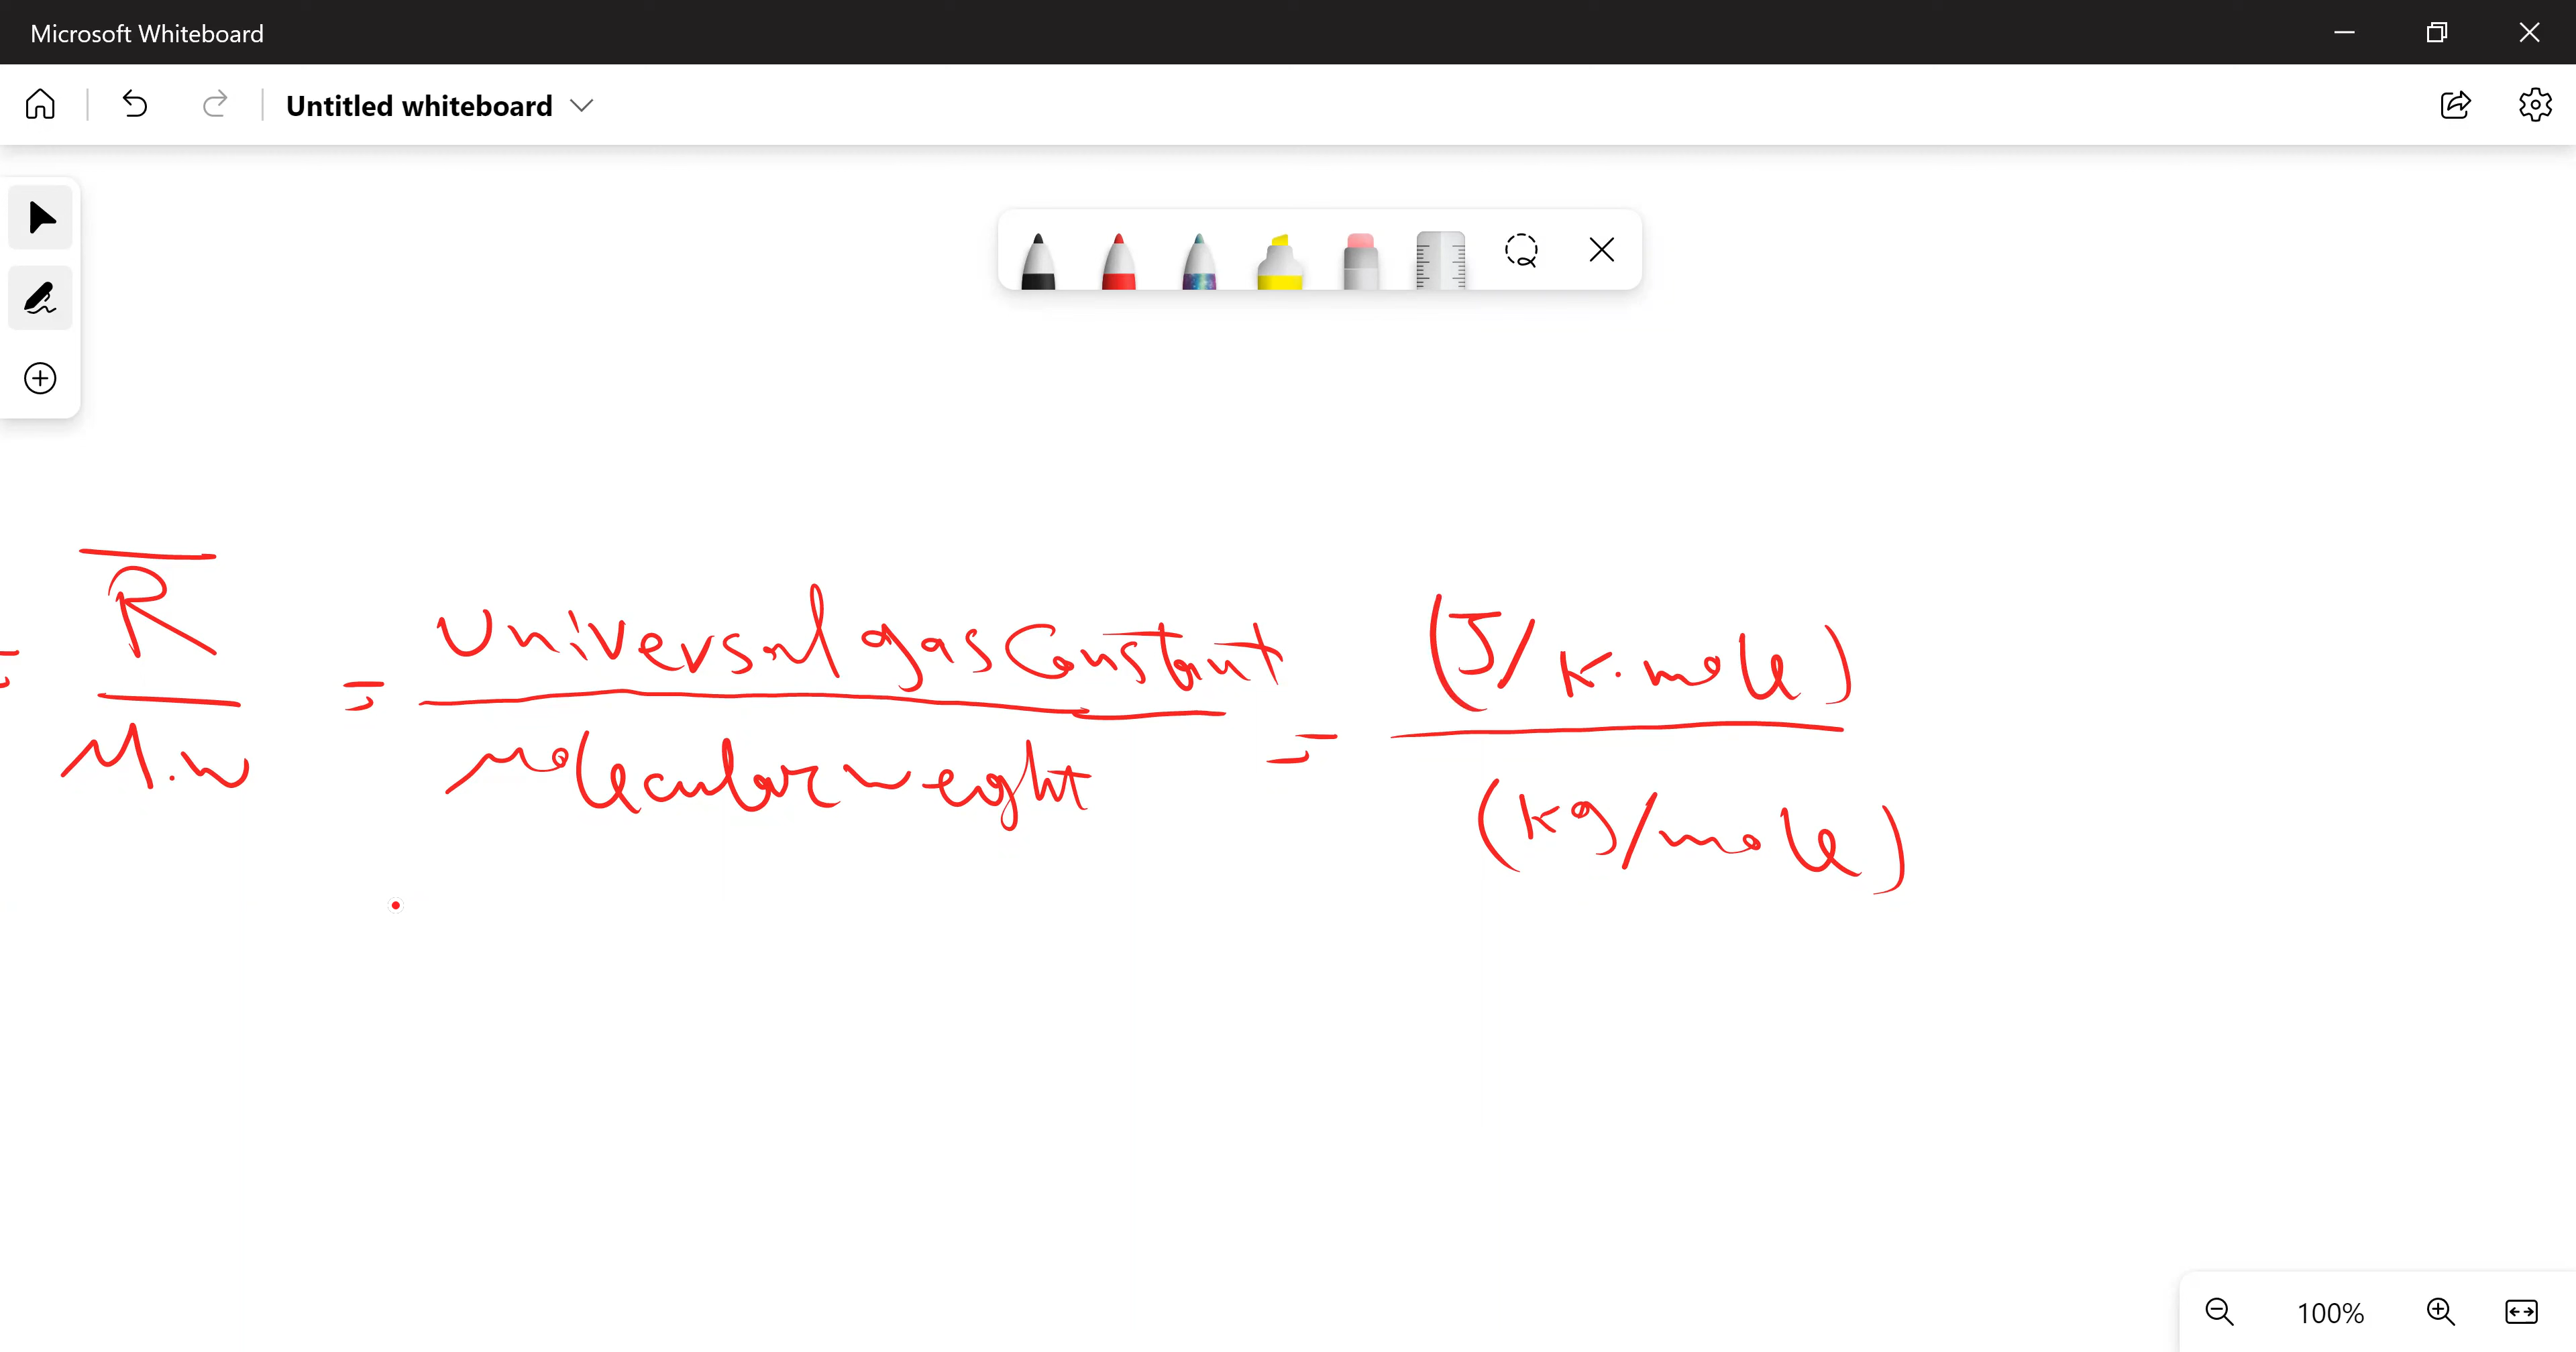 Microsoft Whiteboard
Untitled whiteboard
= R̅ / M.w = Universal gas Constant / Molecular weight = (J/K.mole) / (kg/mole)
100%